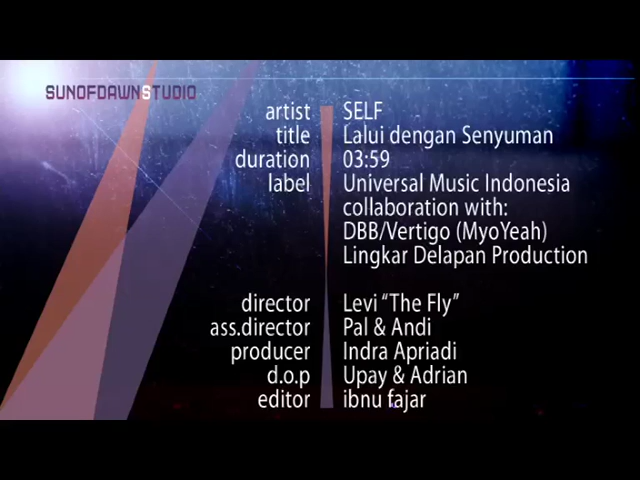 SUNOFDAWNSTUDIO
artist SELF
title Lalui dengan Senyuman
duration 03:59
label Universal Music Indonesia
collaboration with:
DBB/Vertigo (MyoYeah)
Lingkar Delapan Production
director Levi “The Fly”
ass.director Pal & Andi
producer Indra Apriadi
d.o.p Upay & Adrian
editor ibnu fajar